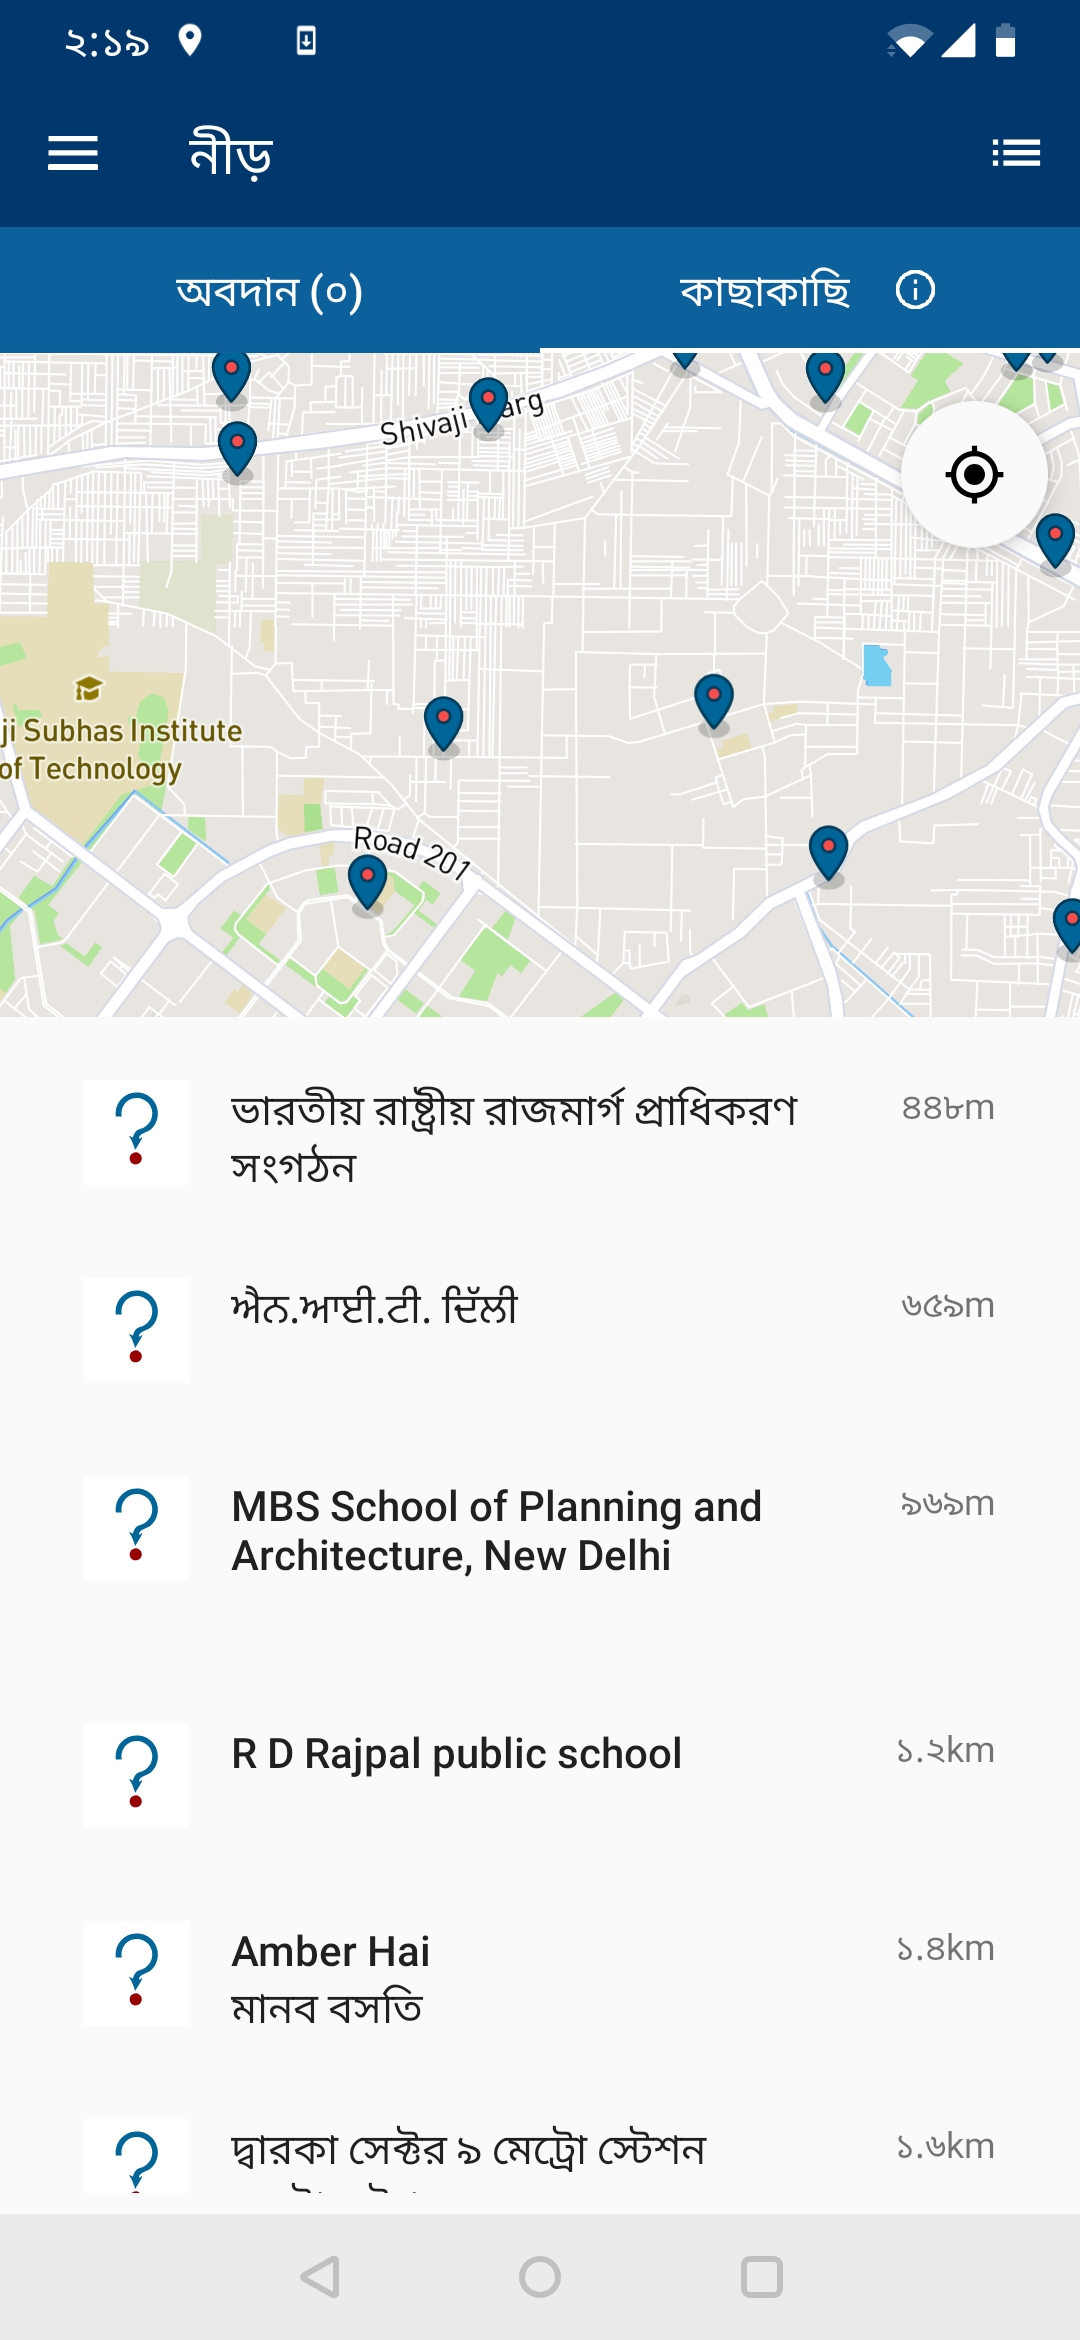 ২:১৯
নীড়
অবদান (০)
কাছাকাছি
Shivaji
arg
ji Subhas Institute
of Technology
Road 201
ভারতীয় রাষ্ট্রীয় রাজমার্গ প্রাধিকরণ
৪৪৮m
সংগঠন
ਐਨ.ਆਈ.ਟੀ. ਦਿੱਲੀ
৬৫৯m
MBS School of Planning and
৯৬৯m
Architecture, New Delhi
R D Rajpal public school
১.২km
Amber Hai
১.৪km
মানব বসতি
দ্বারকা সেক্টর ৯ মেট্রো স্টেশন
১.৬km